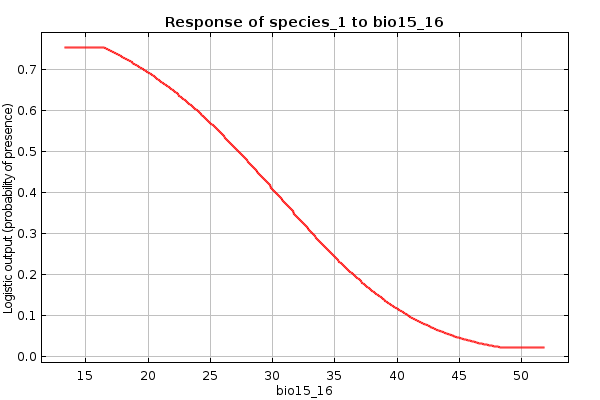 Response of species_1 to bio15_16
Logistic output (probability of presence)
0.7
0.6
0.5
0.4
0.3
0.2
0.1
0.0
15 20 25 30 35 40 45 50
bio15_16